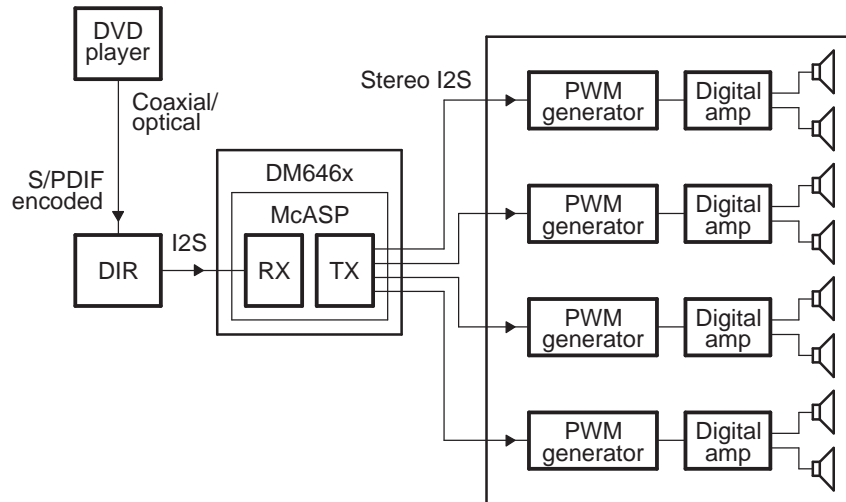 DVD
player
Coaxial/
optical
S/PDIF
encoded
DIR
I2S
DM646x
McASP
RX
TX
Stereo I2S
PWM
generator
Digital
amp
PWM
generator
Digital
amp
PWM
generator
Digital
amp
PWM
generator
Digital
amp